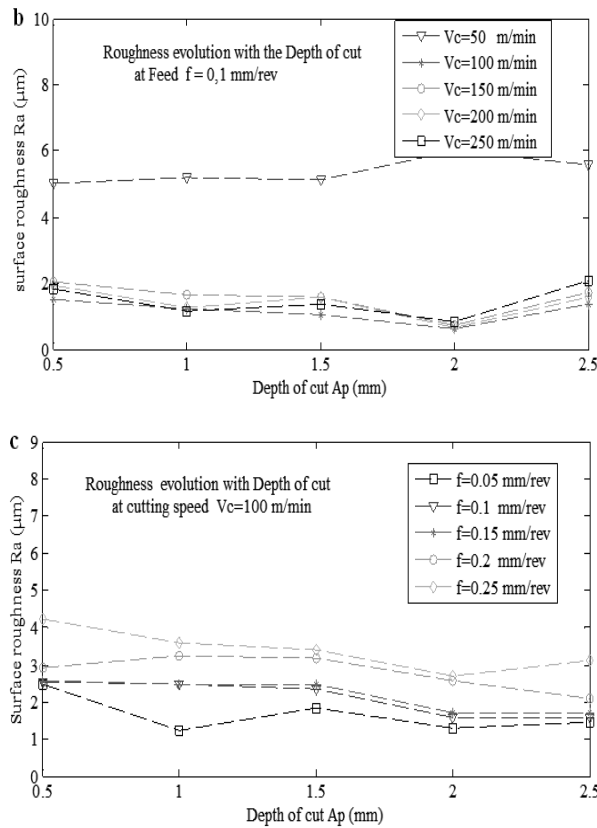 b
Roughness evolution with the Depth of cut
at Feed f = 0,1 mm/rev
Vc=50 m/min
Vc=100 m/min
Vc=150 m/min
Vc=200 m/min
Vc=250 m/min
surface roughness Ra (μm)
10
8
6
4
2
0
0.5
1
1.5
2
2.5
Depth of cut Ap (mm)
c
Roughness evolution with Depth of cut
at cutting speed Vc=100 m/min
f=0.05 mm/rev
f=0.1 mm/rev
f=0.15 mm/rev
f=0.2 mm/rev
f=0.25 mm/rev
Surface roughness Ra (μm)
9
8
7
6
5
4
3
2
1
0
0.5
1
1.5
2
2.5
Depth of cut Ap (mm)